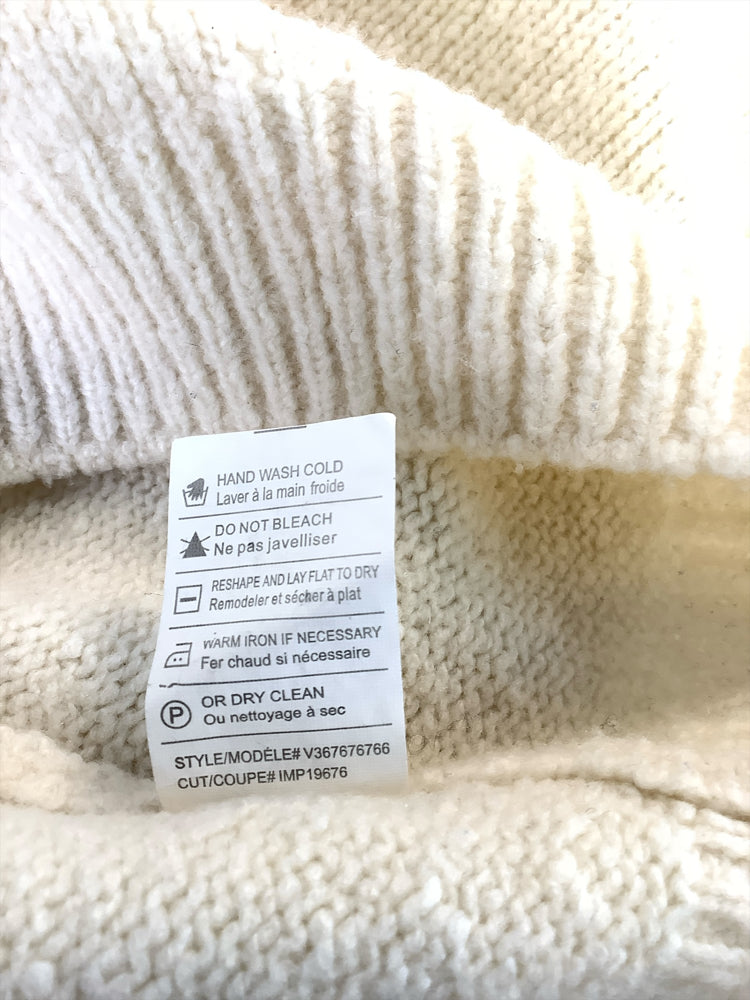 HAND WASH COLD
Laver à la main froide
DO NOT BLEACH
Ne pas javelliser
RESHAPE AND LAY FLAT TO DRY
Remodeler et sécher à plat
WARM IRON IF NECESSARY
Fer chaud si nécessaire
P
OR DRY CLEAN
Ou nettoyage à sec
STYLE/MODÉLE# V367676766
CUT/COUPE# IMP19676